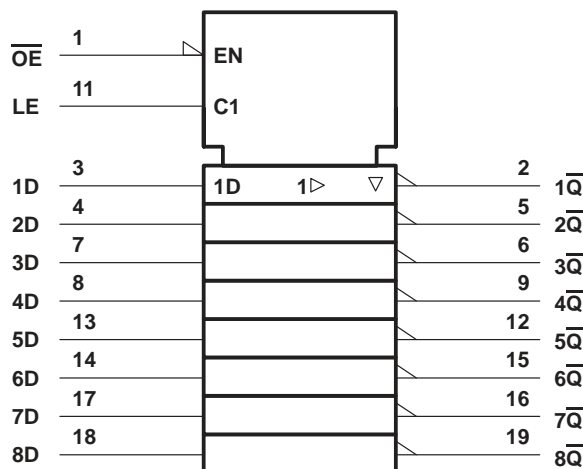 OE 1 EN
LE 11 C1
1D 3 1D 1▷ ▽ 2 1Q̅
2D 4 5 2Q̅
3D 7 6 3Q̅
4D 8 9 4Q̅
5D 13 12 5Q̅
6D 14 15 6Q̅
7D 17 16 7Q̅
8D 18 19 8Q̅